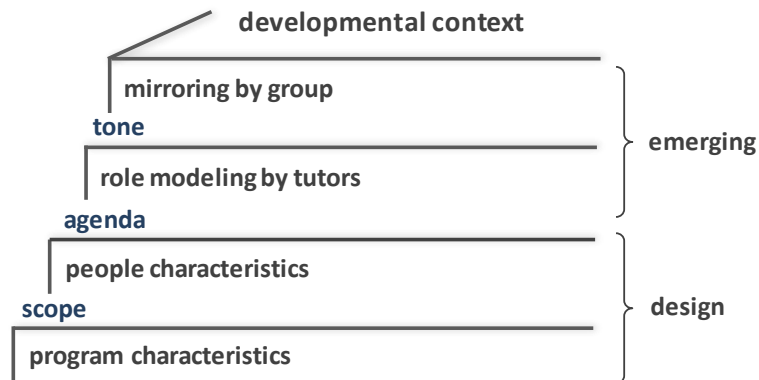 developmental context
mirroring by group
tone
emerging
role modeling by tutors
agenda
people characteristics
scope
design
program characteristics